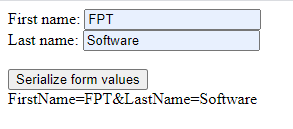 First name: FPT
Last name: Software
Serialize form values
FirstName=FPT&LastName=Software